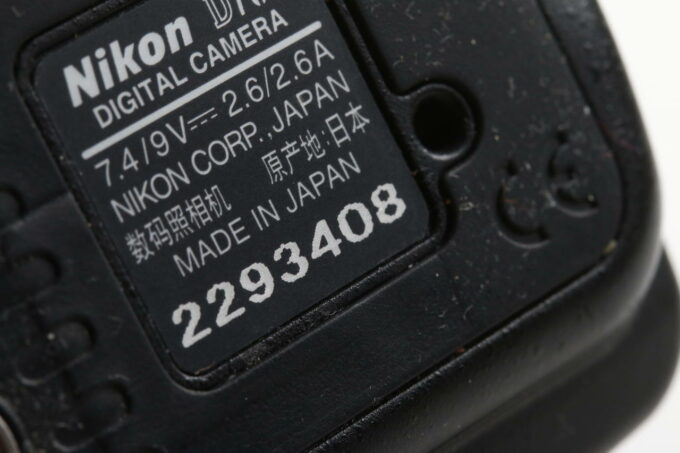 Nikon
DIGITAL CAMERA
7.4/9V⎓2.6/2.6A
NIKON CORP., JAPAN
数码照相机 原产地:日本
MADE IN JAPAN
2293408
CE